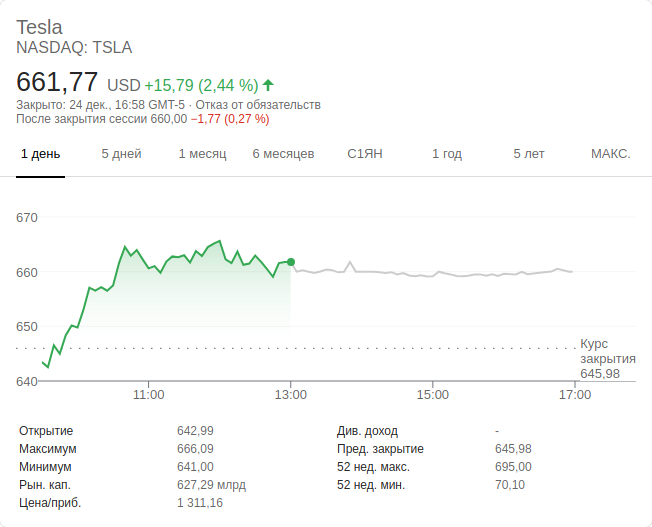 Tesla
NASDAQ: TSLA
661,77 USD +15,79 (2,44 %)
Закрыто: 24 дек., 16:58 GMT-5 · Отказ от обязательств
После закрытия сессии 660,00 −1,77 (0,27 %)
1 день 5 дней 1 месяц 6 месяцев С1ЯН 1 год 5 лет МАКС.
670
660
650
640
Курс
закрытия
645,98
11:00 13:00 15:00 17:00
Открытие 642,99 Див. доход -
Максимум 666,09 Пред. закрытие 645,98
Минимум 641,00 52 нед. макс. 695,00
Рын. кап. 627,29 млрд 52 нед. мин. 70,10
Цена/приб. 1 311,16